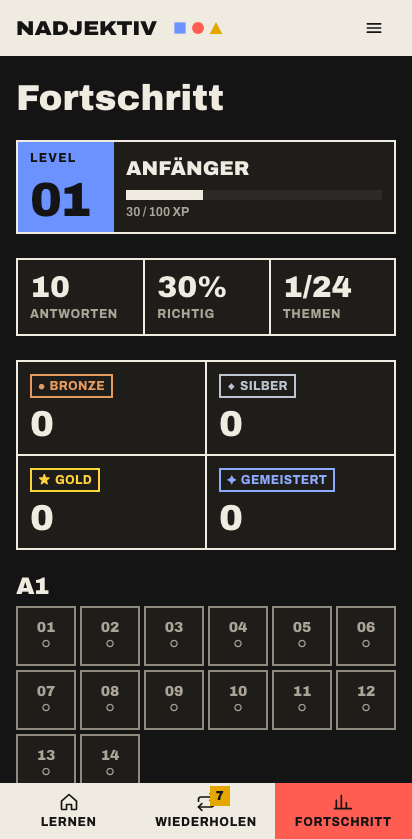 NADJEKTIV
Fortschritt
LEVEL
01
ANFÄNGER
30 / 100 XP
10
ANTWORTEN
30%
RICHTIG
1/24
THEMEN
BRONZE
0
SILBER
0
GOLD
0
GEMEISTERT
0
A1
01
02
03
04
05
06
07
08
09
10
11
12
13
14
LERNEN
7
WIEDERHOLEN
FORTSCHRITT